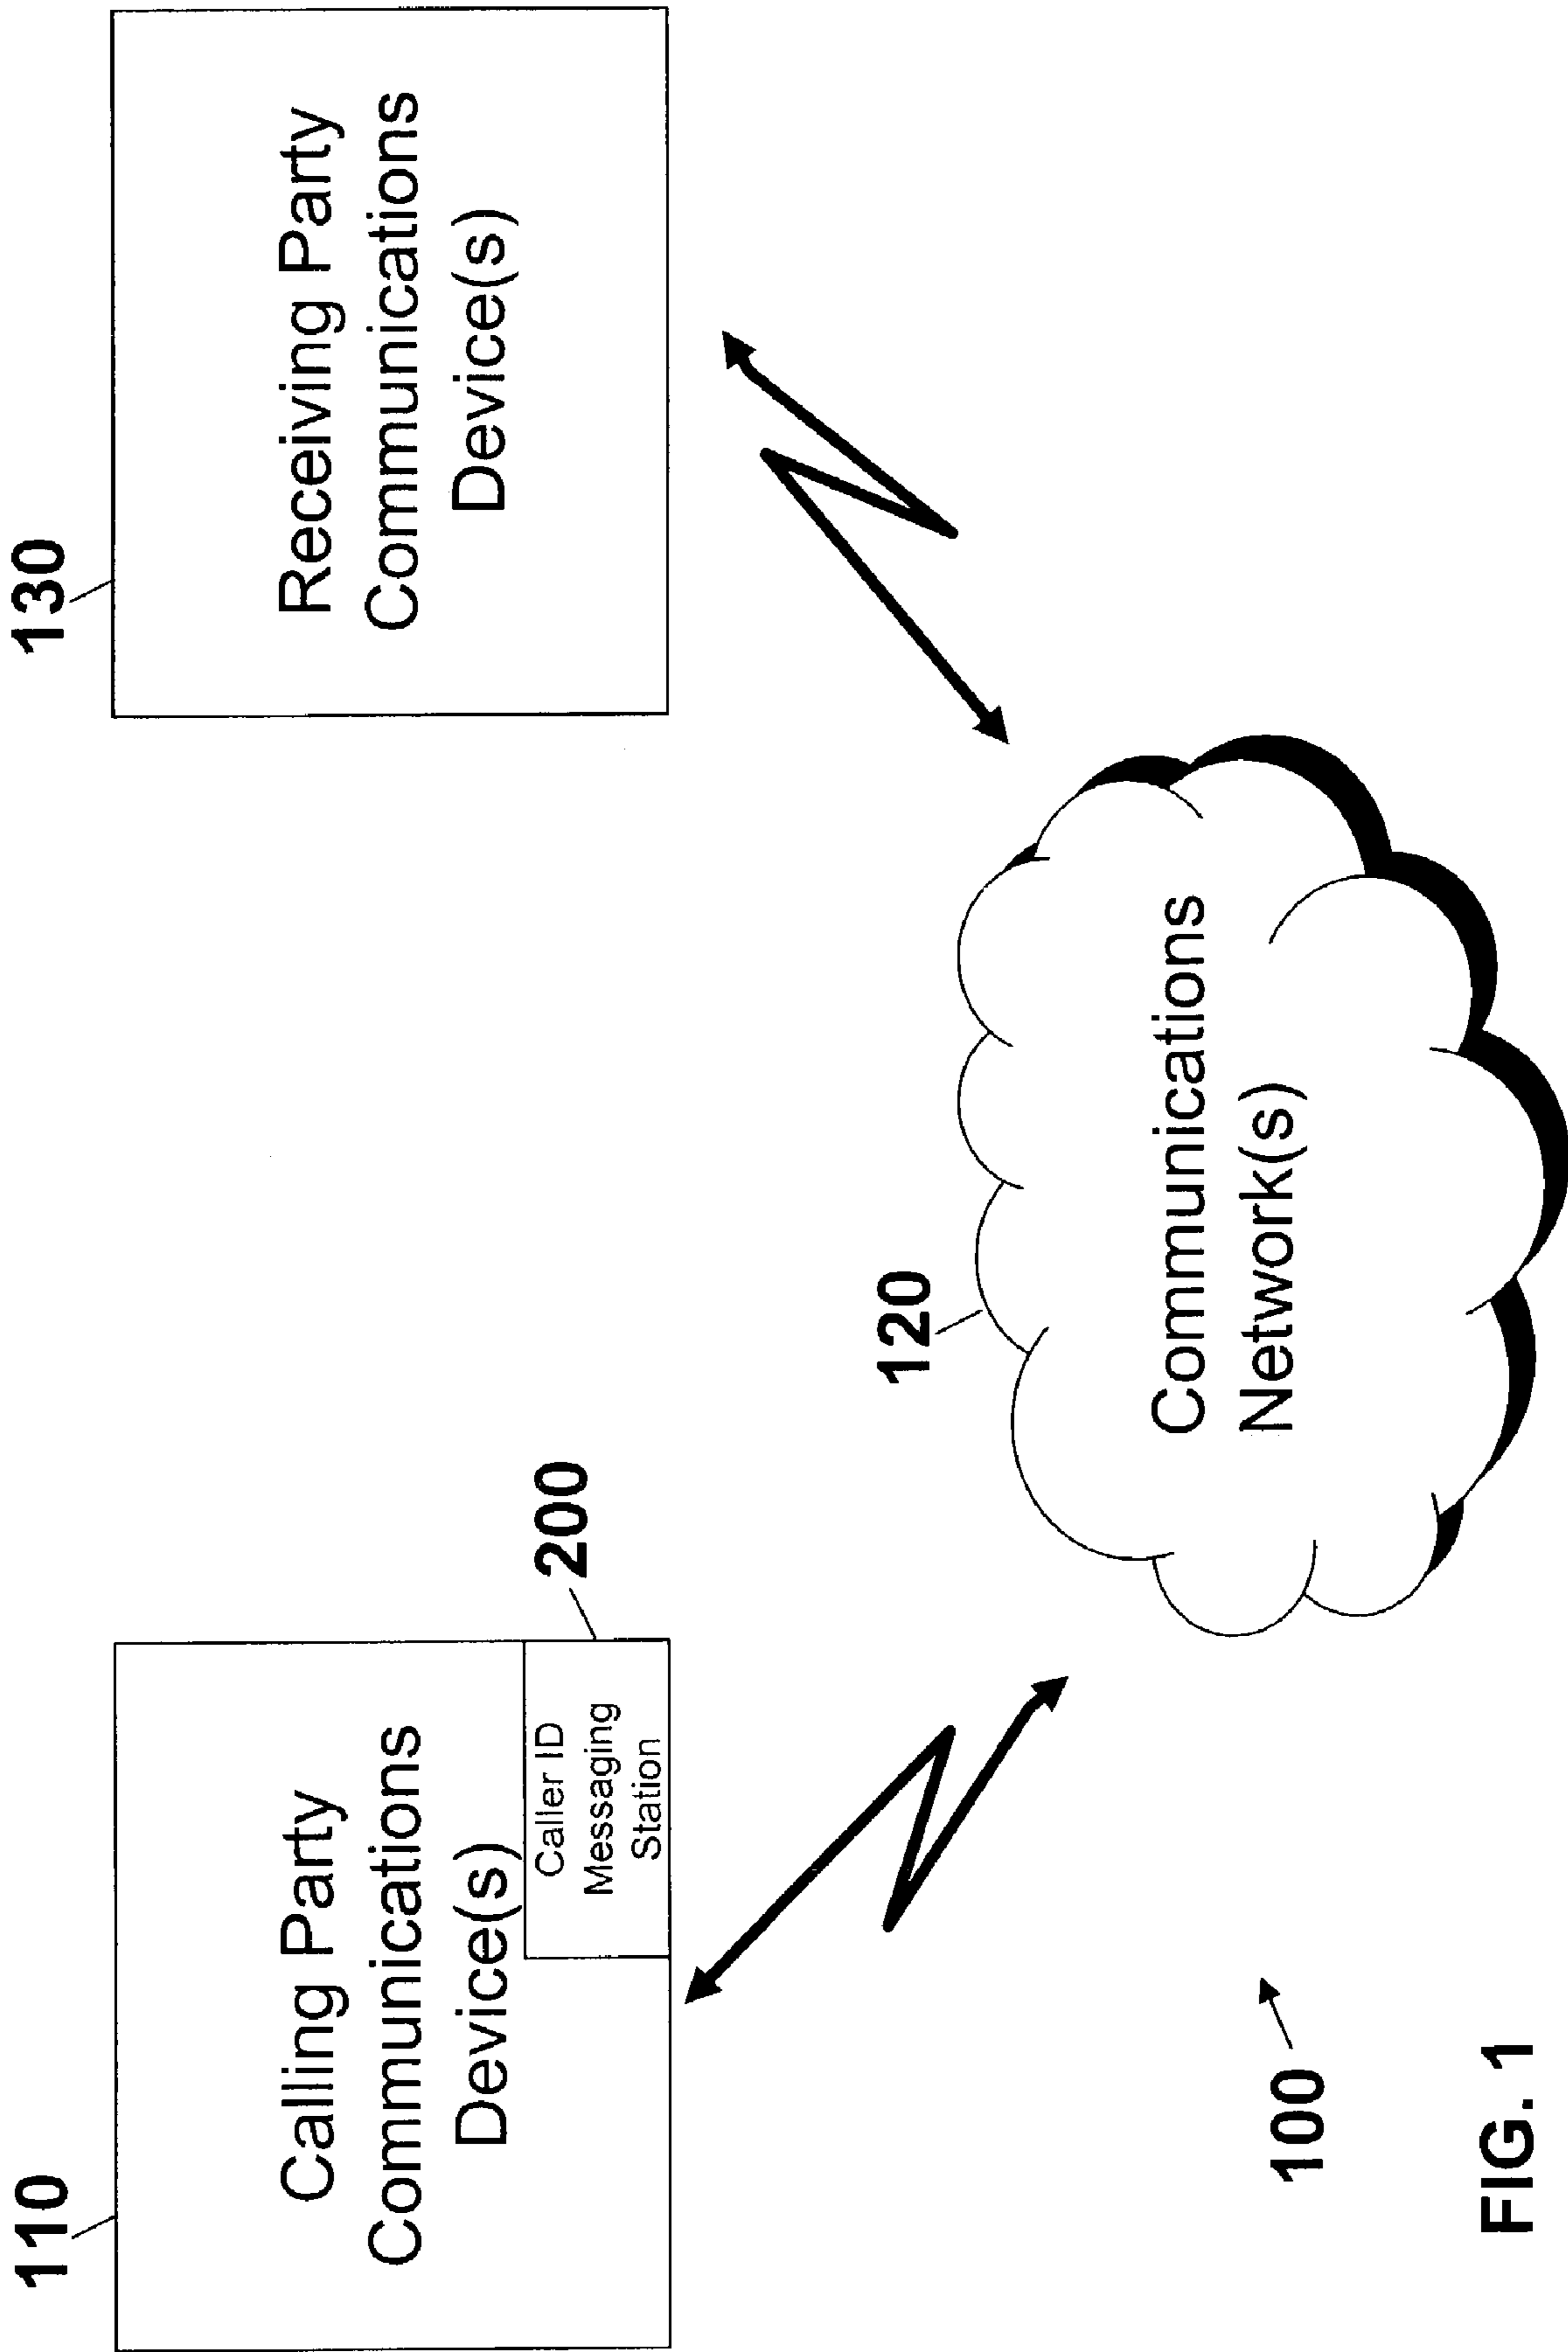 110
Calling Party
Communications
Device(s)
Caller ID
Messaging
Station
200
130
Receiving Party
Communications
Device(s)
120
Communications
Network(s)
100
FIG. 1